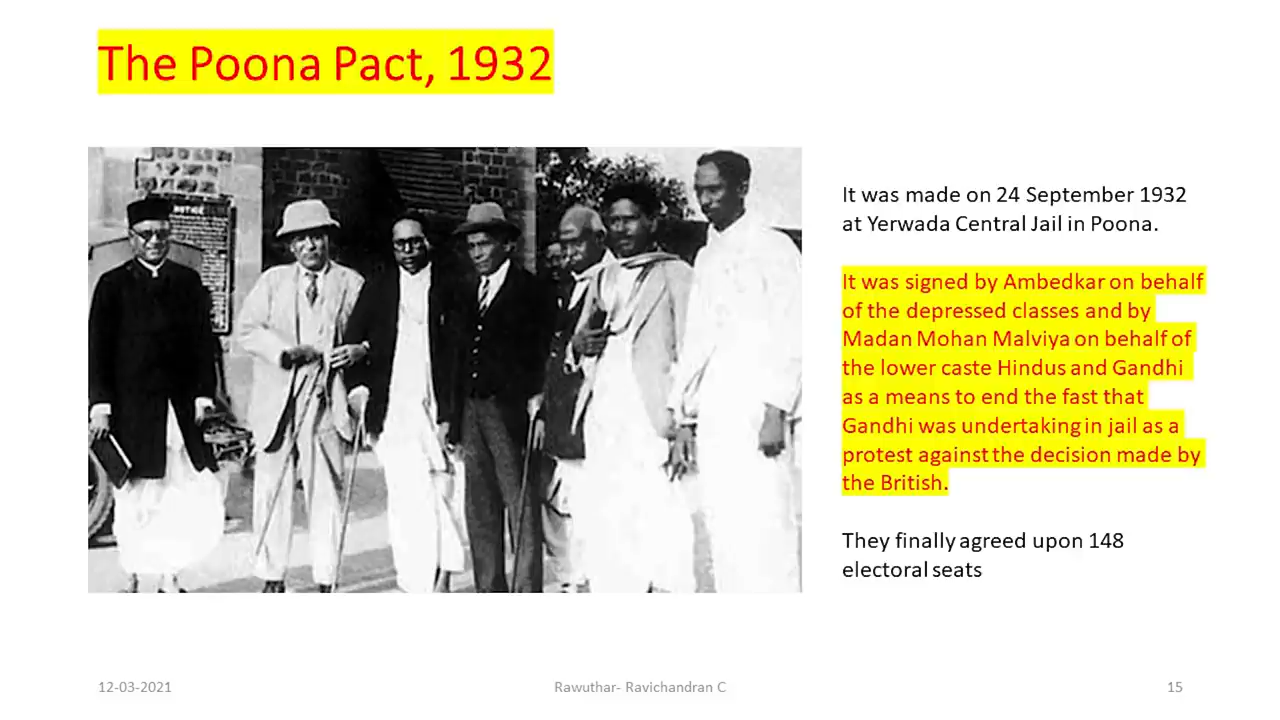 The Poona Pact, 1932
NOTICE
It was made on 24 September 1932
at Yerwada Central Jail in Poona.
It was signed by Ambedkar on behalf
of the depressed classes and by
Madan Mohan Malviya on behalf of
the lower caste Hindus and Gandhi
as a means to end the fast that
Gandhi was undertaking in jail as a
protest against the decision made by
the British.
They finally agreed upon 148
electoral seats
12-03-2021
Rawuthar- Ravichandran C
15